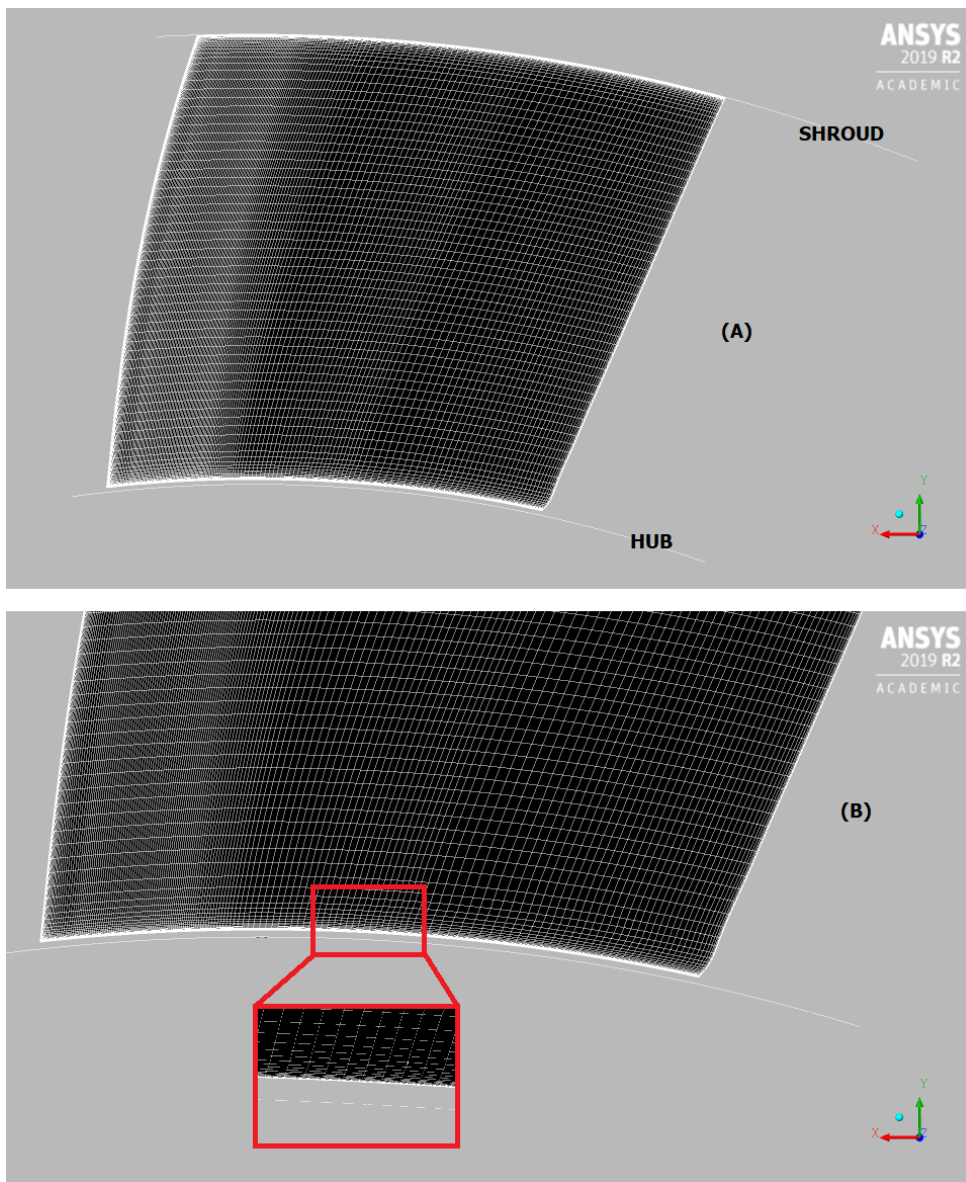 ANSYS
2019 R2
ACADEMIC
SHROUD
(A)
Y
X
Z
HUB
ANSYS
2019 R2
ACADEMIC
(B)
Y
X
Z